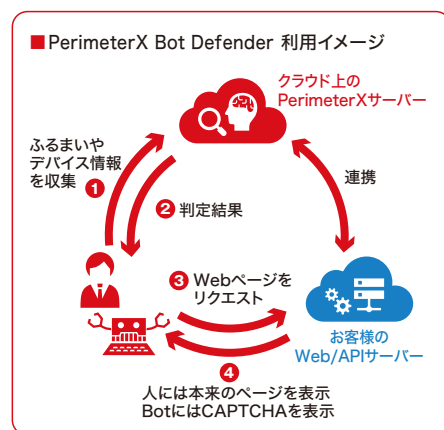 ■PerimeterX Bot Defender 利用イメージ
クラウド上の
PerimeterXサーバー
ふるまいや
デバイス情報
を収集 1
2 判定結果
連携
3 Webページを
リクエスト
お客様の
Web/APIサーバー
4
人には本来のページを表示
BotにはCAPTCHAを表示